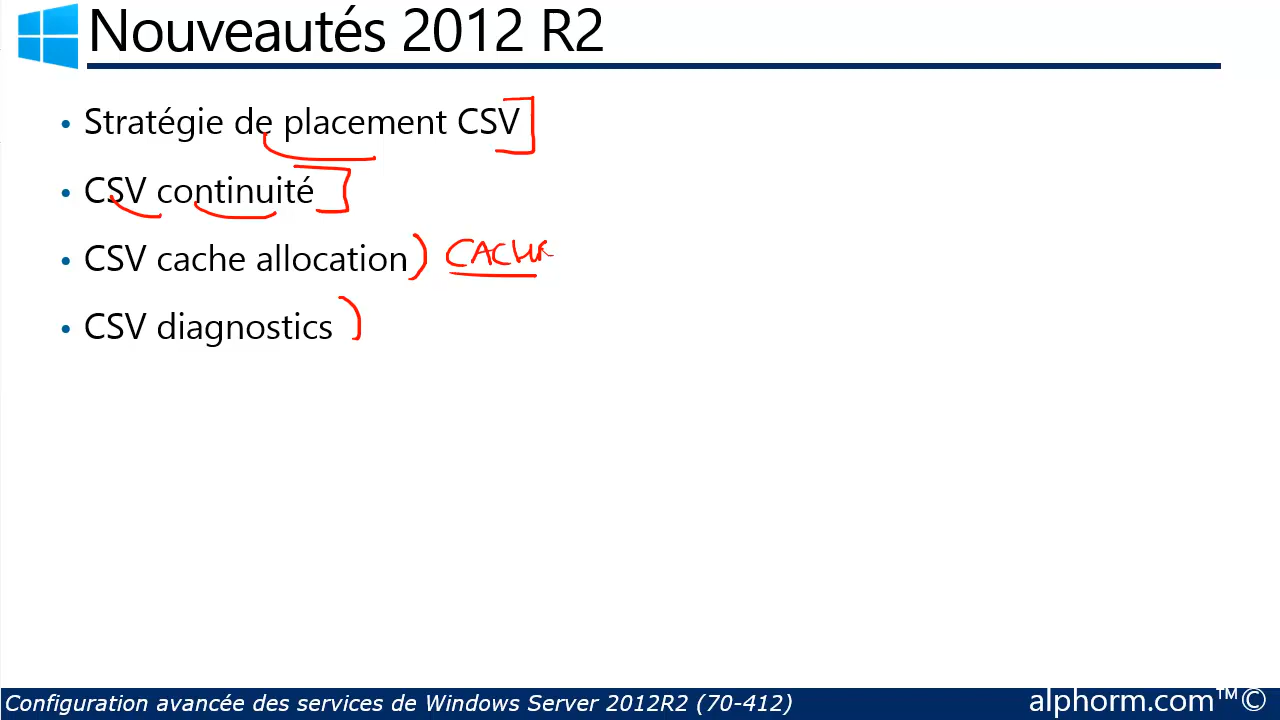 Nouveautés 2012 R2
• Stratégie de placement CSV
• CSV continuité
• CSV cache allocation CACHE
• CSV diagnostics
Configuration avancée des services de Windows Server 2012R2 (70-412)
alphorm.com™©